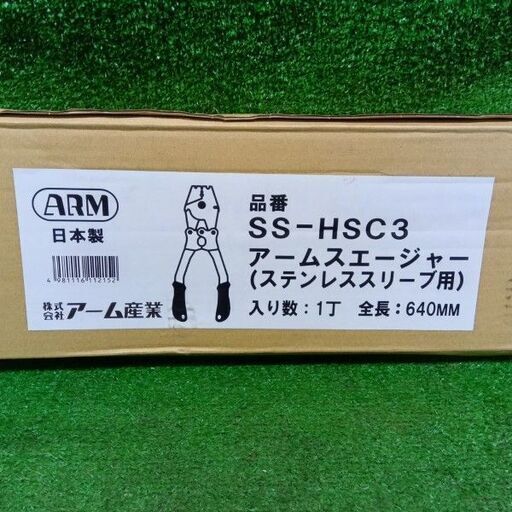 ARM
日本製
4981116112152
株式会社 アーム産業
品番
SS-HSC3
アームスエージャー
(ステンレススリーブ用)
入り数:1丁 全長:640MM